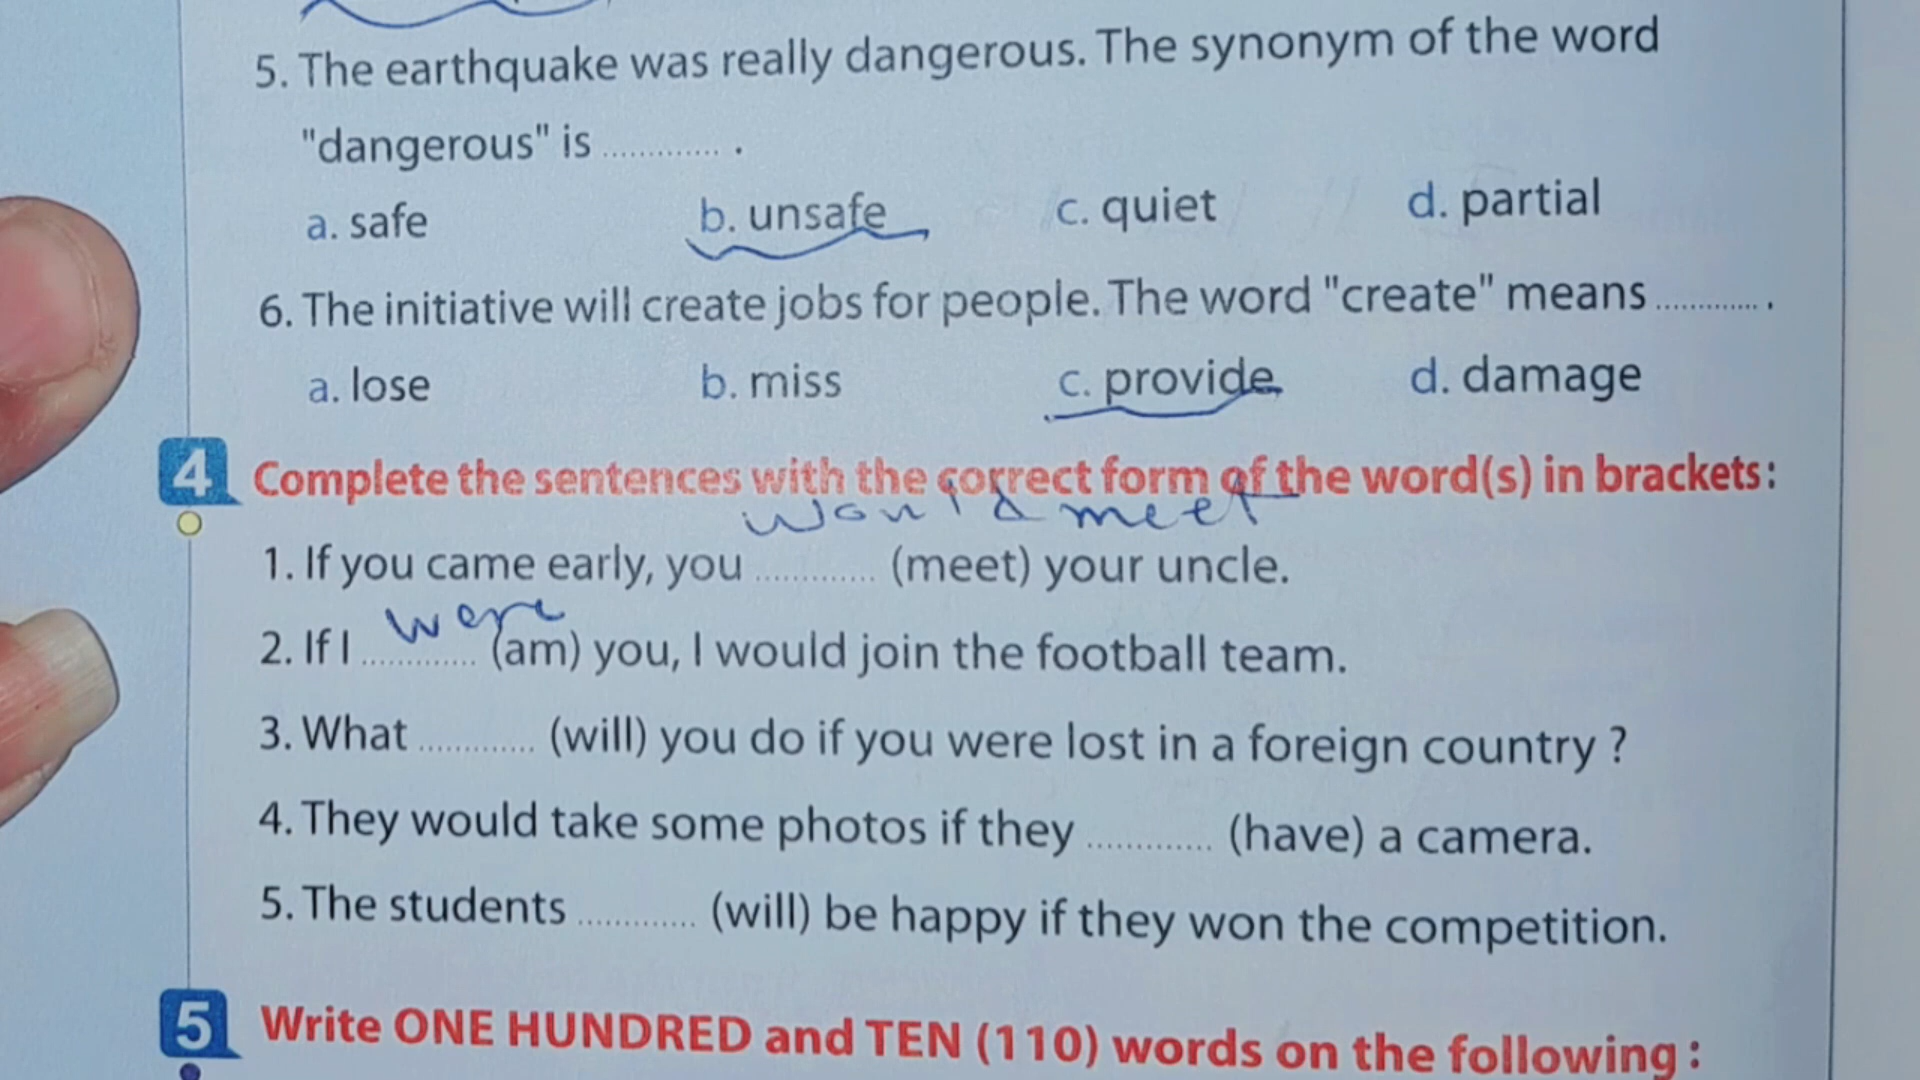 5. The earthquake was really dangerous. The synonym of the word
"dangerous" is ............. .
a. safe b. unsafe c. quiet d. partial
6. The initiative will create jobs for people. The word "create" means ............. .
a. lose b. miss c. provide d. damage
4 Complete the sentences with the correct form of the word(s) in brackets:
would meet
1. If you came early, you ............. (meet) your uncle.
were
2. If I ............. (am) you, I would join the football team.
3. What ............. (will) you do if you were lost in a foreign country ?
4. They would take some photos if they ............. (have) a camera.
5. The students ............. (will) be happy if they won the competition.
5 Write ONE HUNDRED and TEN (110) words on the following :